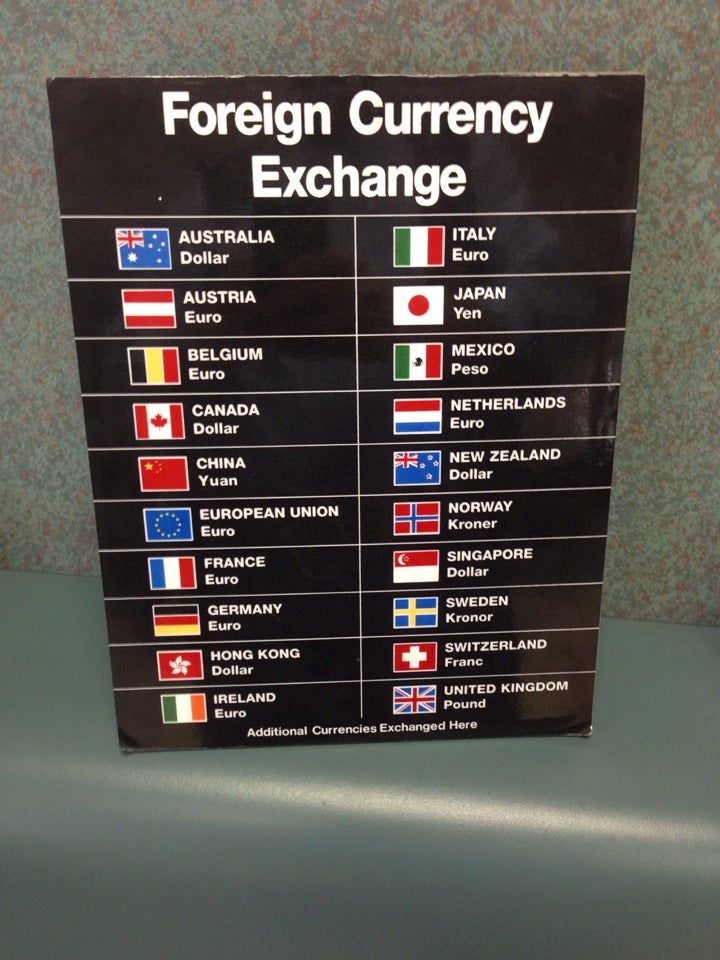 Foreign Currency
Exchange
AUSTRALIA
Dollar
AUSTRIA
Euro
BELGIUM
Euro
CANADA
Dollar
CHINA
Yuan
EUROPEAN UNION
Euro
FRANCE
Euro
GERMANY
Euro
HONG KONG
Dollar
IRELAND
Euro
ITALY
Euro
JAPAN
Yen
MEXICO
Peso
NETHERLANDS
Euro
NEW ZEALAND
Dollar
NORWAY
Kroner
SINGAPORE
Dollar
SWEDEN
Kronor
SWITZERLAND
Franc
UNITED KINGDOM
Pound
Additional Currencies Exchanged Here